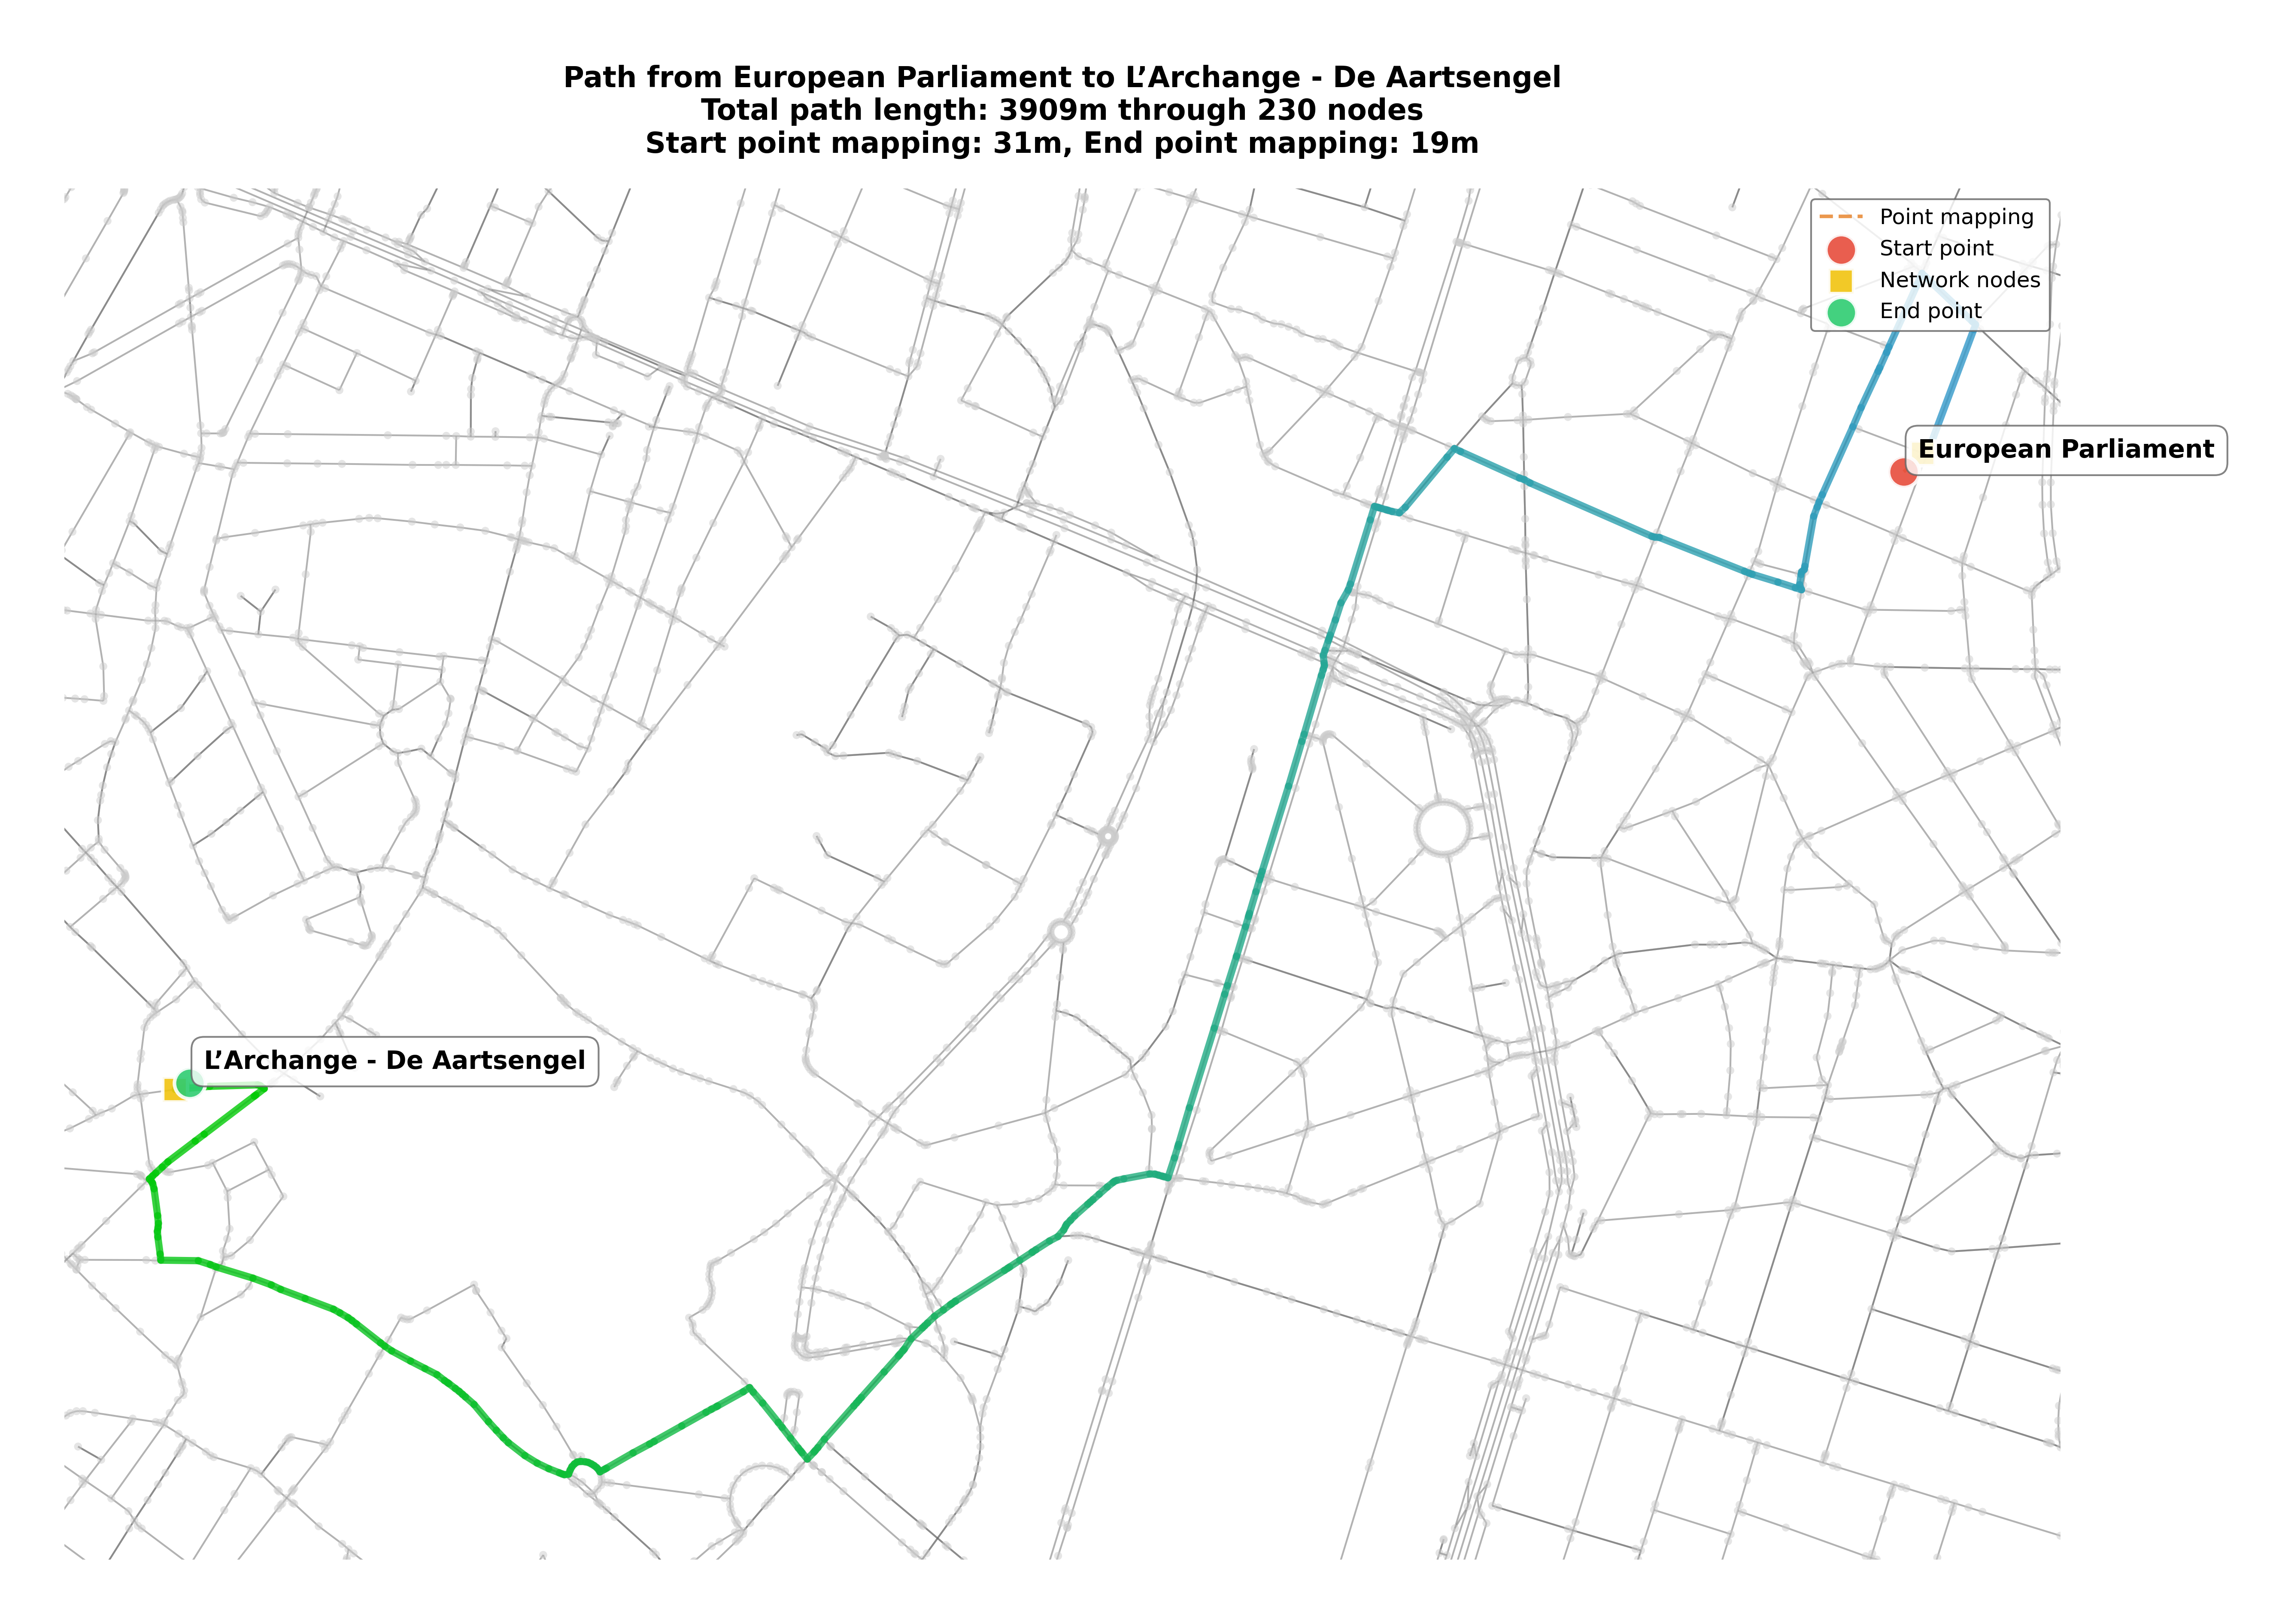 Path from European Parliament to L’Archange - De Aartsengel
Total path length: 3909m through 230 nodes
Start point mapping: 31m, End point mapping: 19m
Point mapping
Start point
Network nodes
End point
European Parliament
L’Archange - De Aartsengel